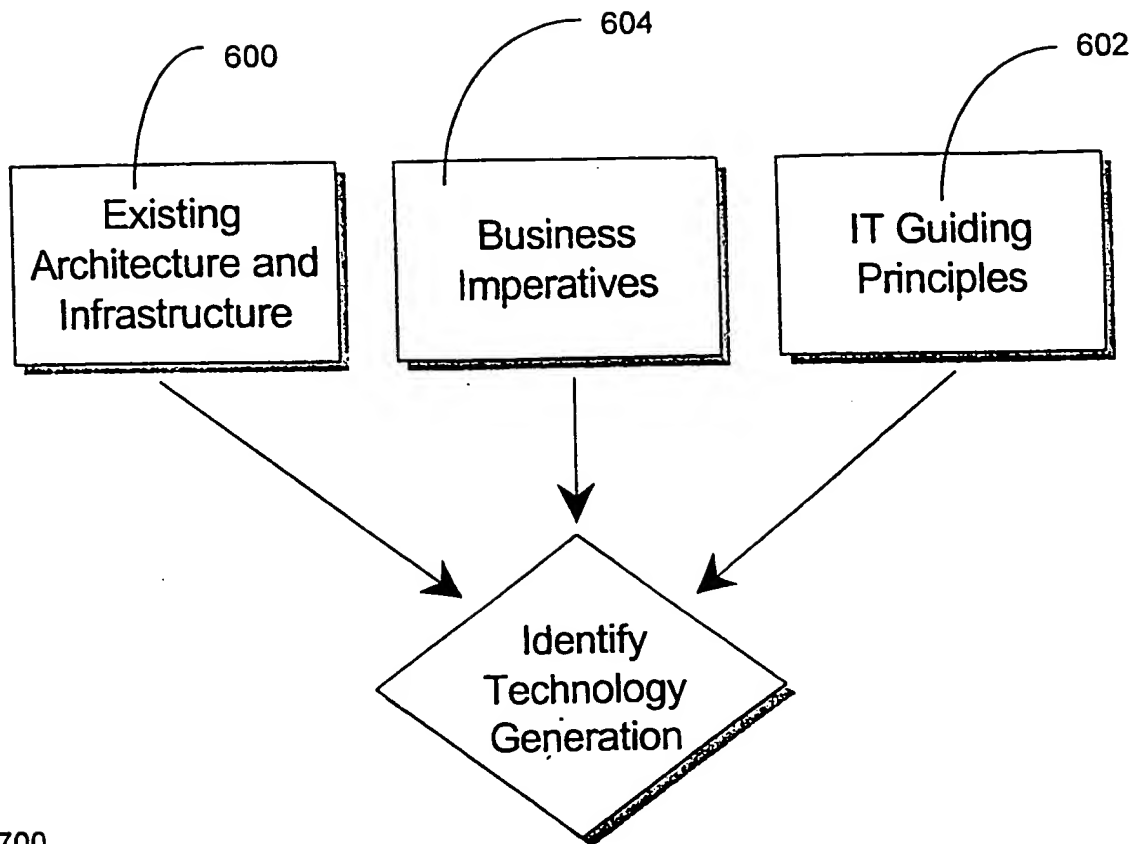 600
604
602
Existing
Architecture and
Infrastructure
Business
Imperatives
IT Guiding
Principles
Identify
Technology
Generation
700